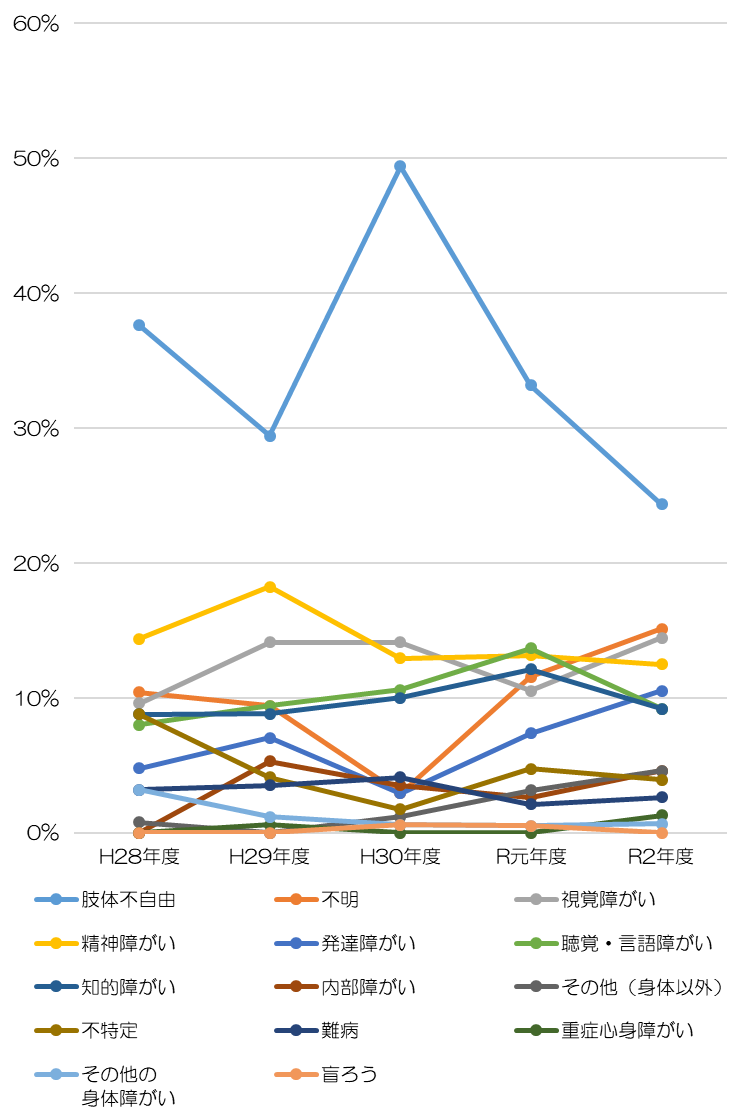 60%
50%
40%
30%
20%
10%
0%
H28年度 H29年度 H30年度 R元年度 R2年度
肢体不自由 不明 視覚障がい
精神障がい 発達障がい 聴覚・言語障がい
知的障がい 内部障がい その他（身体以外）
不特定 難病 重症心身障がい
その他の 盲ろう
身体障がい